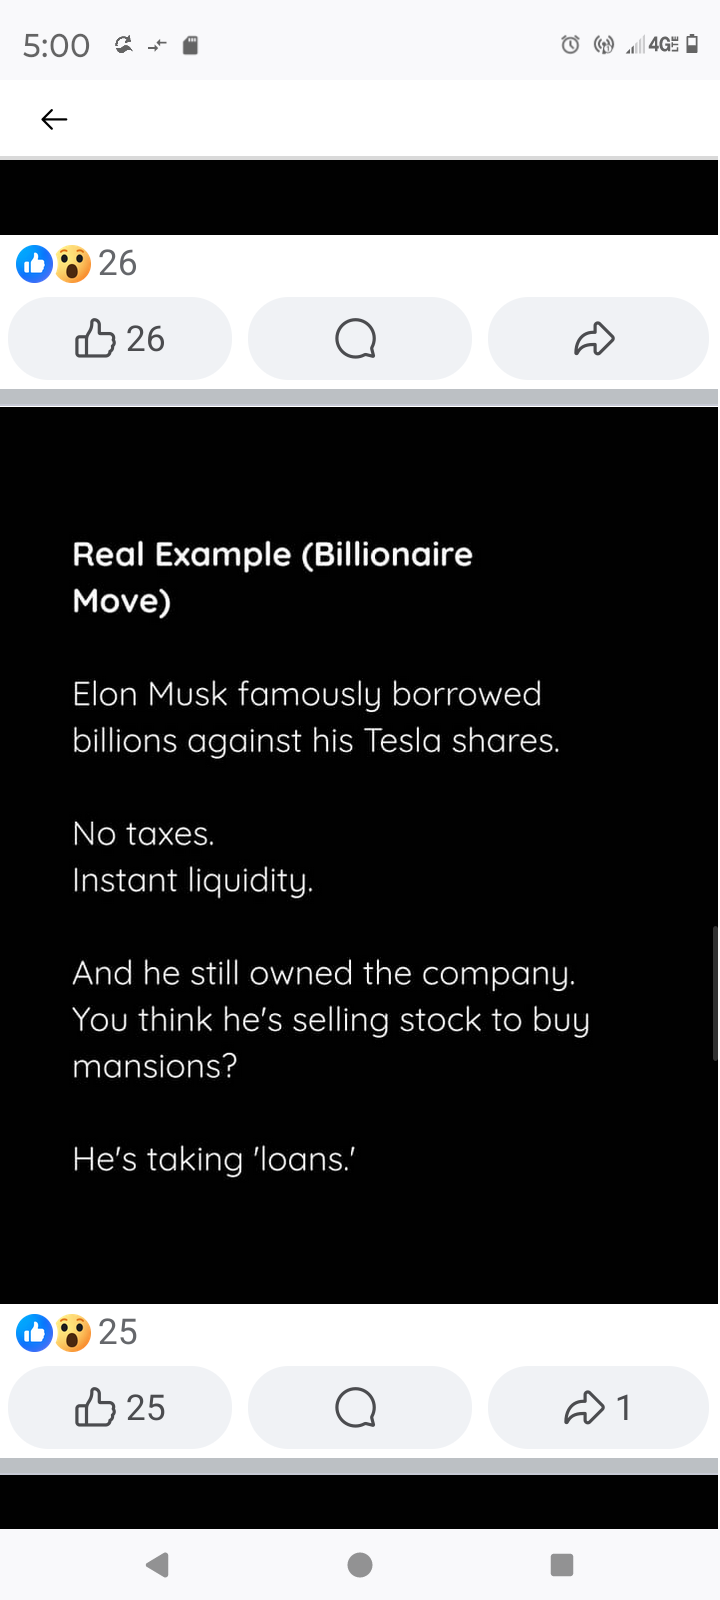 5:00
4GE
26
26
Real Example (Billionaire
Move)
Elon Musk famously borrowed
billions against his Tesla shares.
No taxes.
Instant liquidity.
And he still owned the company.
You think he's selling stock to buy
mansions?
He's taking 'loans.'
25
25
1